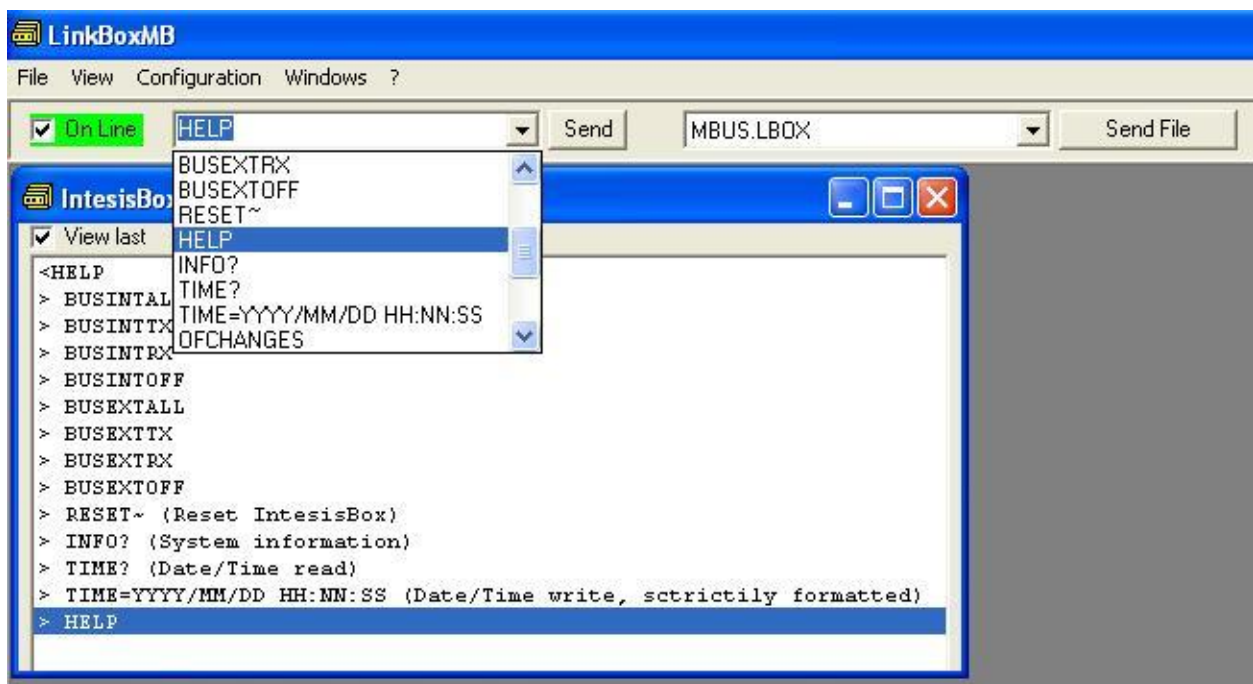 LinkBoxMB
File View Configuration Windows ?
On Line HELP Send MBUS.LBOX Send File
BUSEXTRX
BUSEXTOFF
RESET~
HELP
INFO?
TIME?
TIME=YYYY/MM/DD HH:NN:SS
OFCHANGES
IntesisBox
View last
<HELP
> BUSINTAL
> BUSINTTX
> BUSINTRX
> BUSINTOFF
> BUSEXTALL
> BUSEXTTX
> BUSEXTRX
> BUSEXTOFF
> RESET~ (Reset IntesisBox)
> INFO? (System information)
> TIME? (Date/Time read)
> TIME=YYYY/MM/DD HH:NN:SS (Date/Time write, sctrictily formatted)
> HELP